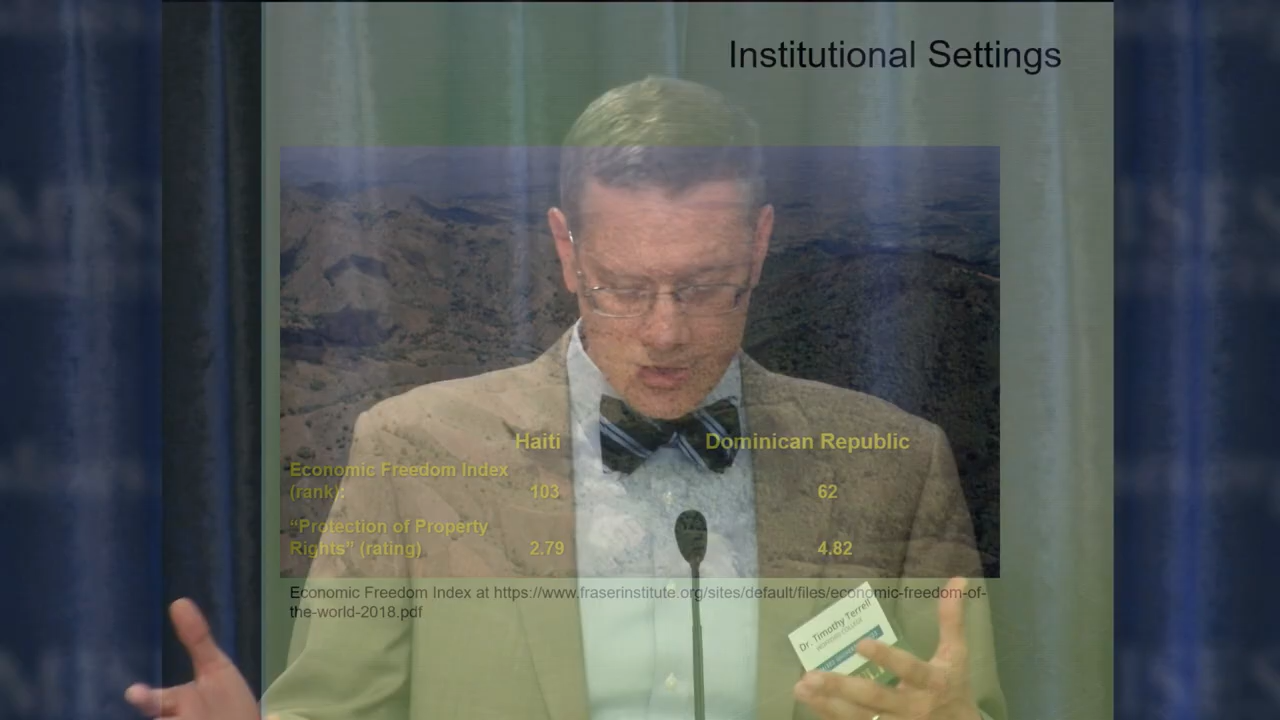 Institutional Settings
Haiti Dominican Republic
Economic Freedom Index
(rank): 103 62
“Protection of Property
Rights” (rating) 2.79 4.82
Economic Freedom Index at https://www.fraserinstitute.org/sites/default/files/economic-freedom-of-
the-world-2018.pdf
Dr. Timothy Terrell
WOFFORD COLLEGE